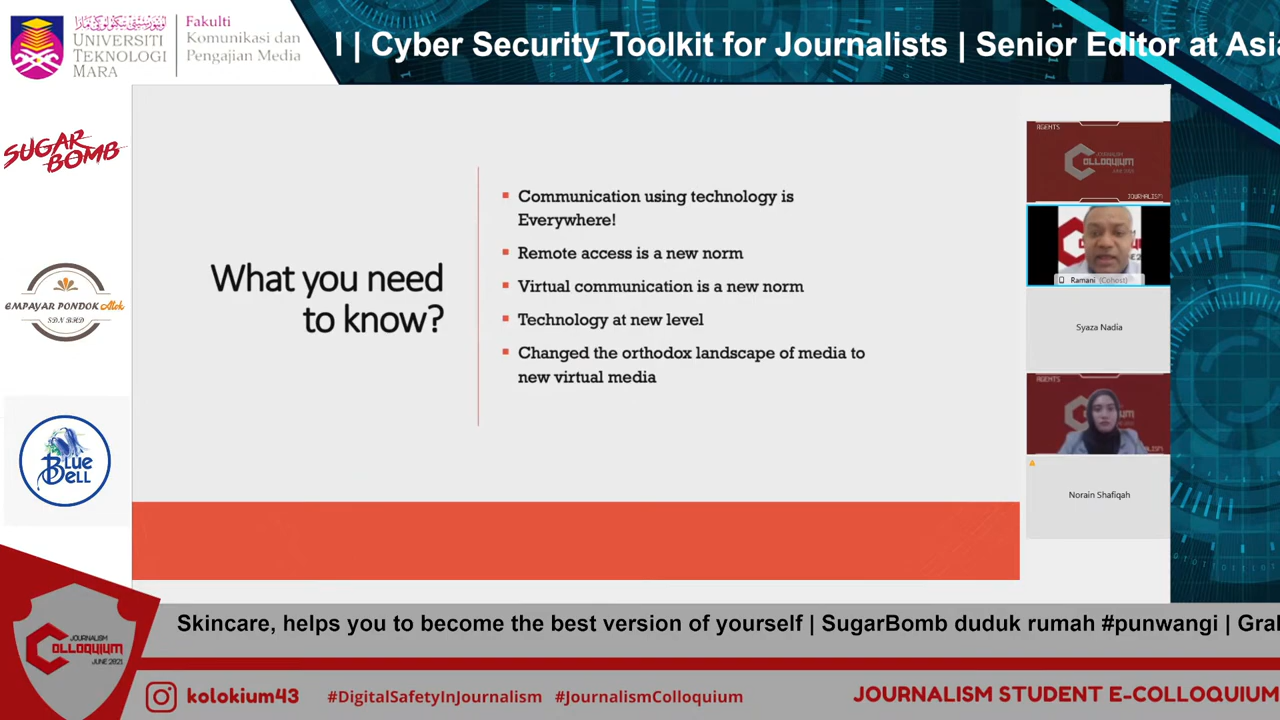 UNIVERSITI
TEKNOLOGI
MARA
Fakulti
Komunikasi dan
Pengajian Media
I | Cyber Security Toolkit for Journalists | Senior Editor at Asia
SUGAR
BOMB
EMPAYAR PONDOK Atok
SDN BHD
Blue
Bell
What you need
to know?
Communication using technology is
Everywhere!
Remote access is a new norm
Virtual communication is a new norm
Technology at new level
Changed the orthodox landscape of media to
new virtual media
AGENTS
COLLOQUIUM
JOURNALISM
Ramani (Cohost)
Syaza Nadia
AGENTS
Norain Shafiqah
Skincare, helps you to become the best version of yourself | SugarBomb duduk rumah #punwangi |
JOURNALISM
COLLOQUIUM
JUNE 2021
kolokium43
#DigitalSafetyInJournalism #JournalismColloquium
JOURNALISM STUDENT E-COLLOQUIUM